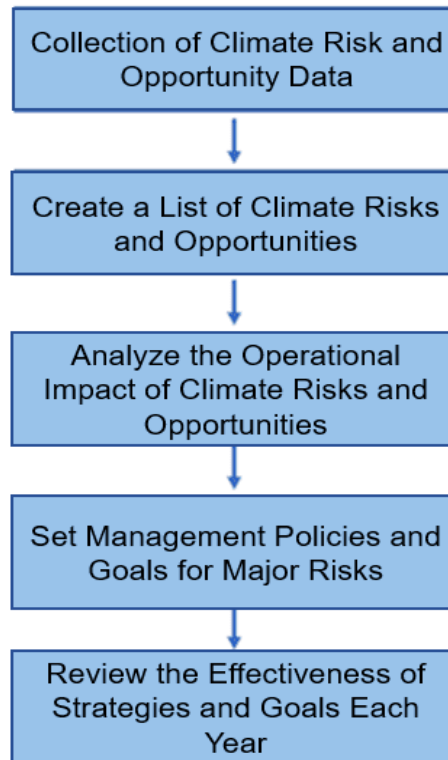 Collection of Climate Risk and
Opportunity Data
Create a List of Climate Risks
and Opportunities
Analyze the Operational
Impact of Climate Risks and
Opportunities
Set Management Policies and
Goals for Major Risks
Review the Effectiveness of
Strategies and Goals Each
Year